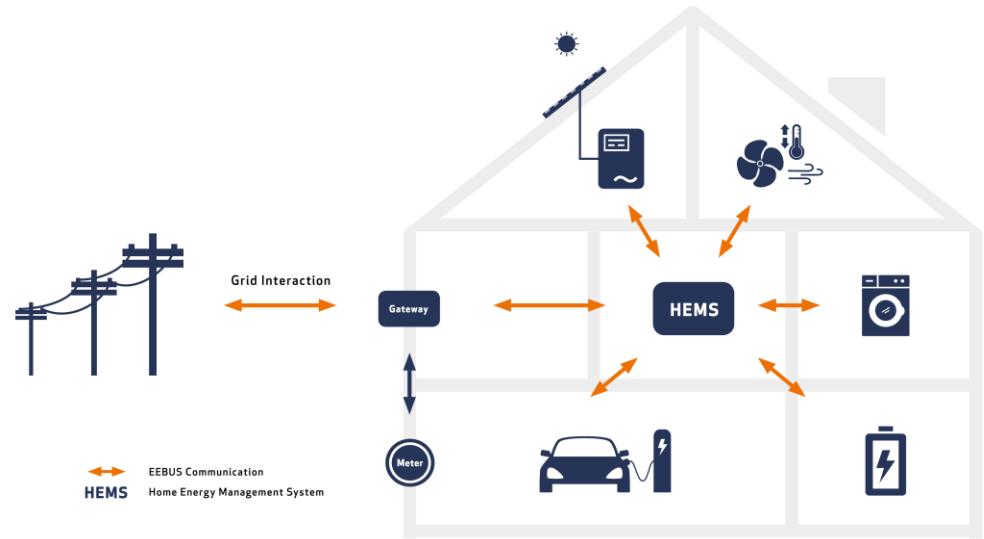 Grid Interaction
Gateway
HEMS
Meter
EEBUS Communication
HEMS Home Energy Management System